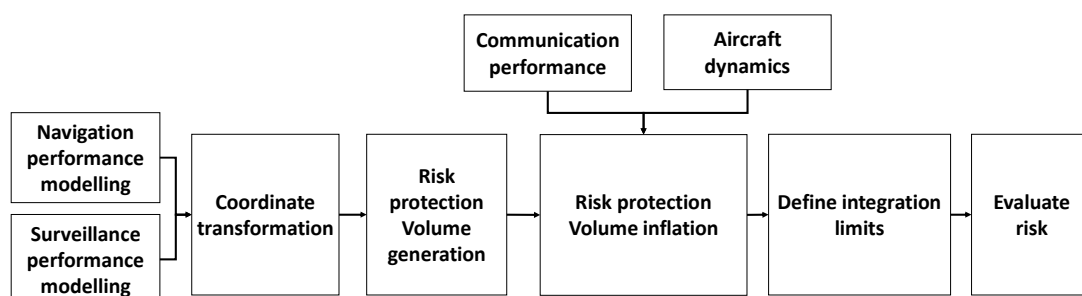 Communication
performance
Aircraft
dynamics
Navigation
performance
modelling
Surveillance
performance
modelling
Coordinate
transformation
Risk
protection
Volume
generation
Risk protection
Volume inflation
Define integration
limits
Evaluate
risk